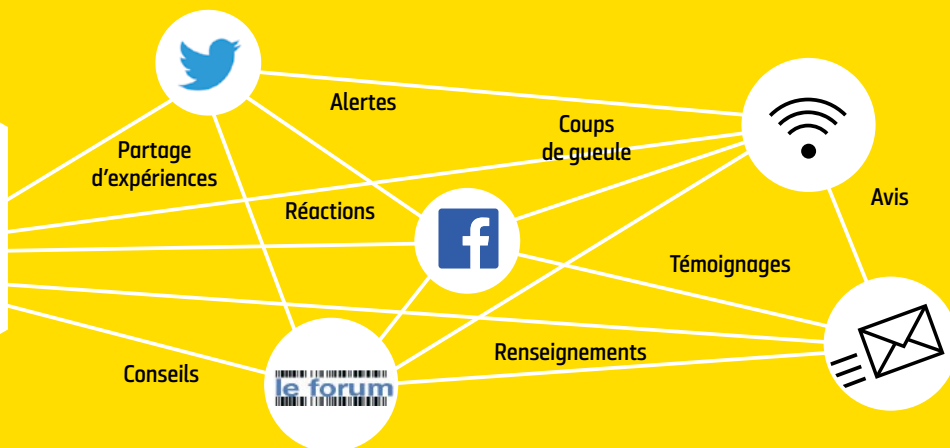 Alertes
Coups
de gueule
Partage
d'expériences
Avis
Réactions
Témoignages
Renseignements
Conseils
le forum